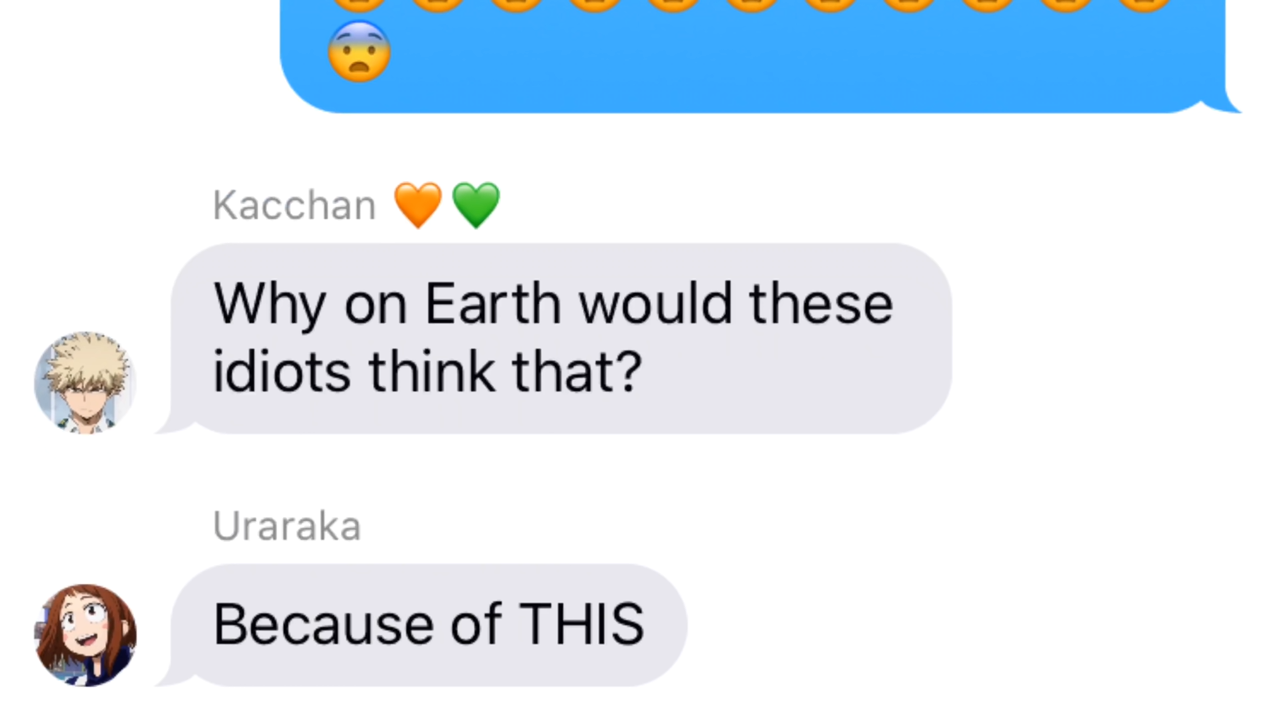 Kacchan 🧡💚
Why on Earth would these
idiots think that?
Uraraka
Because of THIS